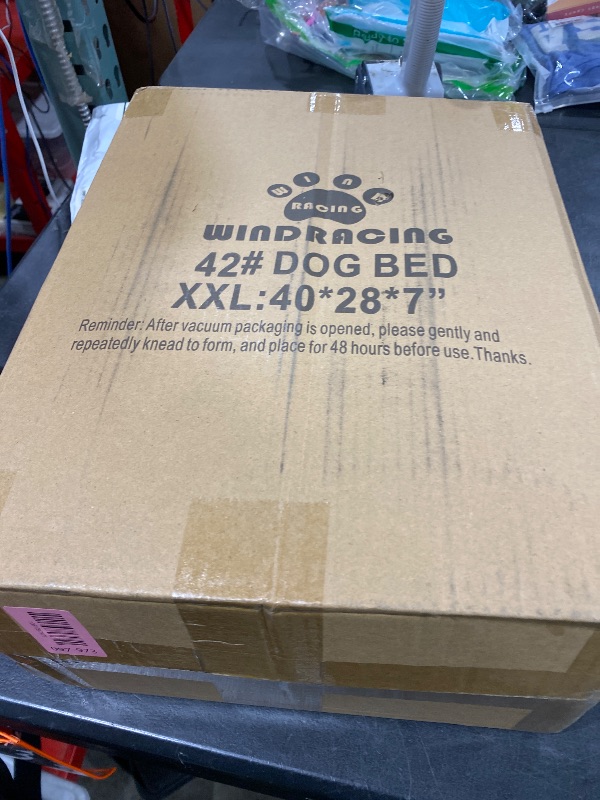 WIND
RACING
WINDRACING
42# DOG BED
XXL:40*28*7”
Reminder: After vacuum packaging is opened, please gently and
repeatedly knead to form, and place for 48 hours before use.Thanks.